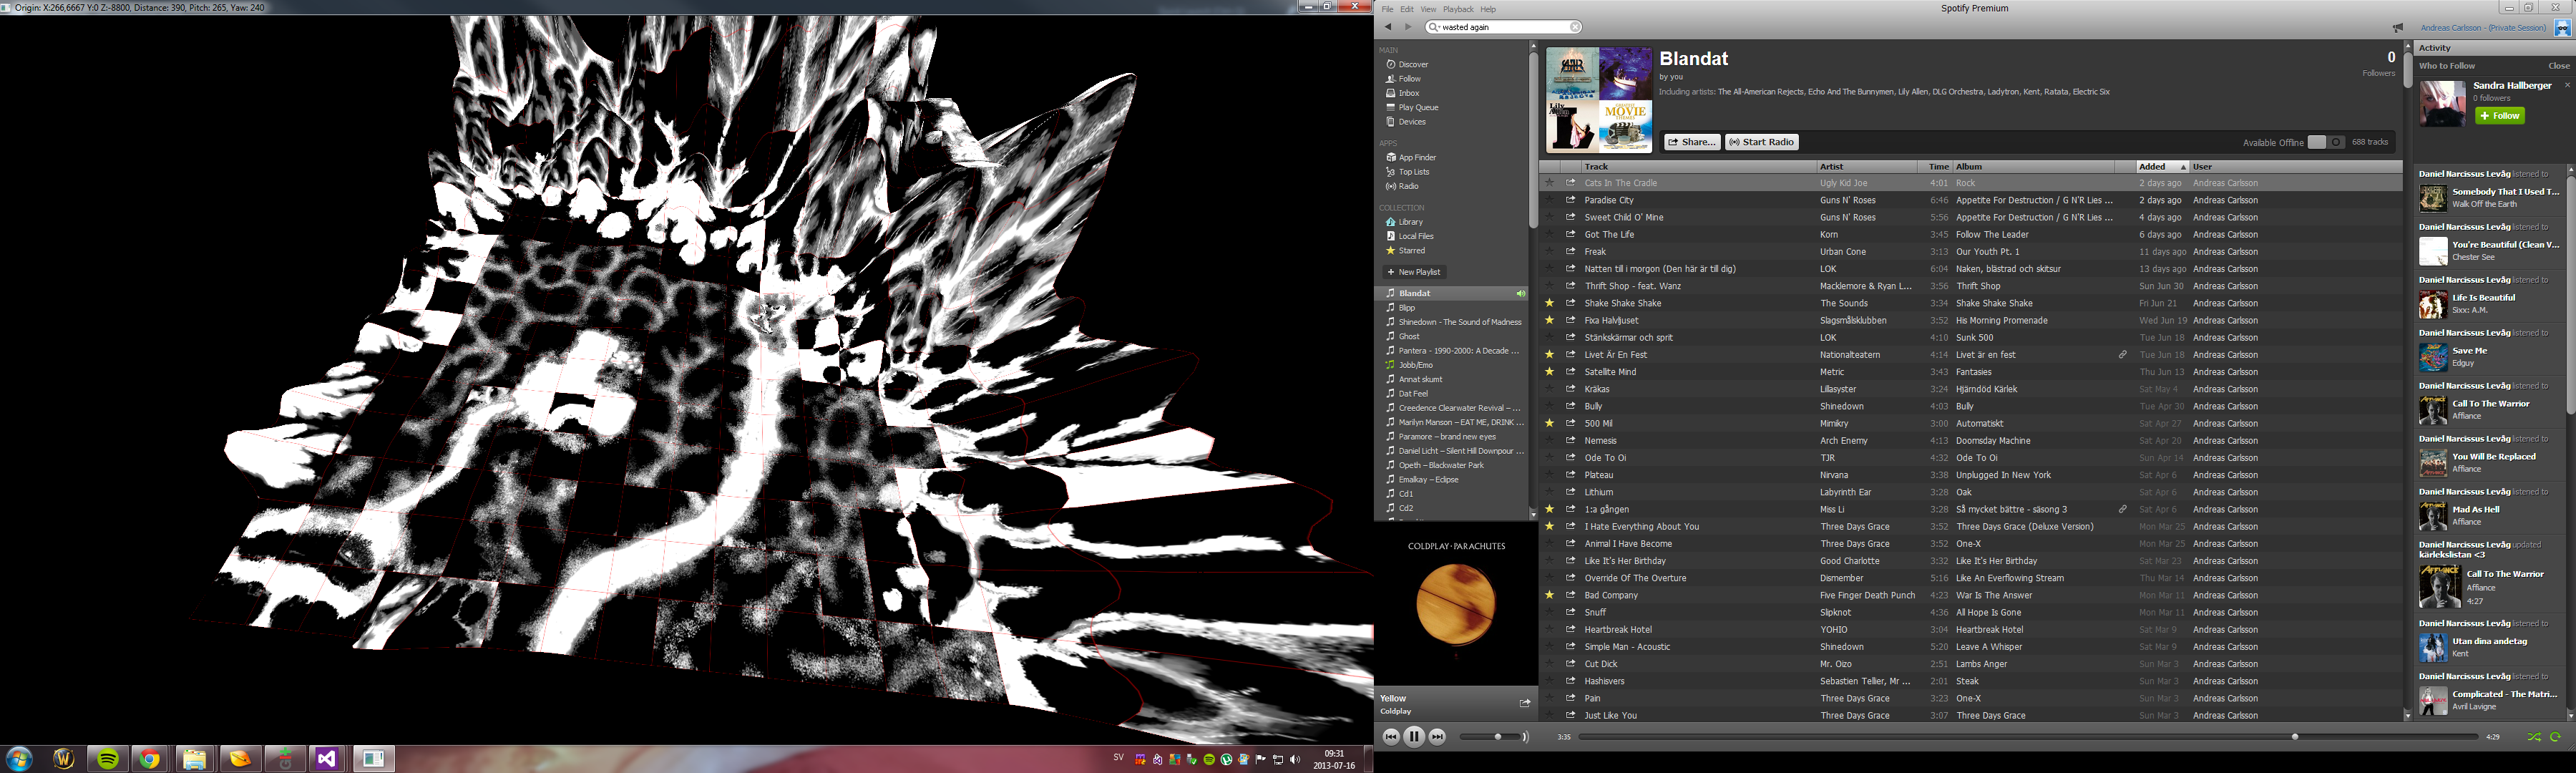 Origin: X:266,6667 Y:0 Z:-8800, Distance: 390, Pitch: 265, Yaw: 240
SV
09:31
2013-07-16
File Edit View Playback Help
Spotify Premium
wasted again
Andreas Carlsson - (Private Session)
MAIN
Discover
Follow
Inbox
Play Queue
Devices
APPS
App Finder
Top Lists
Radio
COLLECTION
Library
Local Files
Starred
New Playlist
Blandat
Blipp
Shinedown - The Sound of Madness
Ghost
Pantera - 1990-2000: A Decade ...
Jobb/Emo
Annat skumt
Dat Feel
Creedence Clearwater Revival – ...
Marilyn Manson – EAT ME, DRINK ...
Paramore – brand new eyes
Daniel Licht – Silent Hill Downpour ...
Opeth – Blackwater Park
Emalkay – Eclipse
Cd1
Cd2
COLDPLAY · PARACHUTES
Yellow
Coldplay
Lily Allen
MOVIE
Blandat
by you
Including artists: The All-American Rejects, Echo And The Bunnymen, Lily Allen, DLG Orchestra, Ladytron, Kent, Ratata, Electric Six
0
Followers
Share... Start Radio
Available Offline 688 tracks
Track Artist Time Album Added User
Cats In The Cradle Ugly Kid Joe 4:01 Rock 2 days ago Andreas Carlsson
Paradise City Guns N' Roses 6:46 Appetite For Destruction / G N'R Lies ... 2 days ago Andreas Carlsson
Sweet Child O' Mine Guns N' Roses 5:56 Appetite For Destruction / G N'R Lies ... 4 days ago Andreas Carlsson
Got The Life Korn 3:45 Follow The Leader 6 days ago Andreas Carlsson
Freak Urban Cone 3:13 Our Youth Pt. 1 11 days ago Andreas Carlsson
Natten till i morgon (Den här är till dig) LOK 6:04 Naken, blästrad och skitsur 13 days ago Andreas Carlsson
Thrift Shop - feat. Wanz Macklemore & Ryan L... 3:56 Thrift Shop Sun Jun 30 Andreas Carlsson
Shake Shake Shake The Sounds 3:34 Shake Shake Shake Fri Jun 21 Andreas Carlsson
Fixa Halvljuset Slagsmålsklubben 3:52 His Morning Promenade Wed Jun 19 Andreas Carlsson
Stänkskärmar och sprit LOK 4:10 Sunk 500 Tue Jun 18 Andreas Carlsson
Livet Är En Fest Nationalteatern 4:14 Livet är en fest Tue Jun 18 Andreas Carlsson
Satellite Mind Metric 3:43 Fantasies Thu Jun 13 Andreas Carlsson
Kräkas Lillasyster 3:24 Hjärndöd Kärlek Sat May 4 Andreas Carlsson
Bully Shinedown 4:03 Bully Tue Apr 30 Andreas Carlsson
500 Mil Mimikry 3:00 Automatiskt Sat Apr 27 Andreas Carlsson
Nemesis Arch Enemy 4:13 Doomsday Machine Sat Apr 20 Andreas Carlsson
Ode To Oi TJR 4:32 Ode To Oi Sun Apr 14 Andreas Carlsson
Plateau Nirvana 3:38 Unplugged In New York Sat Apr 6 Andreas Carlsson
Lithium Labyrinth Ear 3:28 Oak Sat Apr 6 Andreas Carlsson
1:a gången Miss Li 3:28 Så mycket bättre - säsong 3 Sat Apr 6 Andreas Carlsson
I Hate Everything About You Three Days Grace 3:52 Three Days Grace (Deluxe Version) Mon Mar 25 Andreas Carlsson
Animal I Have Become Three Days Grace 3:52 One-X Mon Mar 25 Andreas Carlsson
Like It's Her Birthday Good Charlotte 3:32 Like It's Her Birthday Sat Mar 23 Andreas Carlsson
Override Of The Overture Dismember 5:16 Like An Everflowing Stream Thu Mar 14 Andreas Carlsson
Bad Company Five Finger Death Punch 4:23 War Is The Answer Mon Mar 11 Andreas Carlsson
Snuff Slipknot 4:36 All Hope Is Gone Mon Mar 11 Andreas Carlsson
Heartbreak Hotel YOHIO 3:04 Heartbreak Hotel Sat Mar 9 Andreas Carlsson
Simple Man - Acoustic Shinedown 5:20 Leave A Whisper Sat Mar 9 Andreas Carlsson
Cut Dick Mr. Oizo 2:51 Lambs Anger Sun Mar 3 Andreas Carlsson
Hashisvers Sebastien Tellier, Mr ... 2:01 Steak Sun Mar 3 Andreas Carlsson
Pain Three Days Grace 3:23 One-X Sun Mar 3 Andreas Carlsson
Just Like You Three Days Grace 3:07 Three Days Grace Sun Mar 3 Andreas Carlsson
3:35
4:29
Activity
Who to Follow Close
Sandra Hallberger
0 followers
Follow
Daniel Narcissus Levåg listened to
Somebody That I Used T...
Walk Off the Earth
Daniel Narcissus Levåg listened to
You're Beautiful (Clean V...
Chester See
Daniel Narcissus Levåg listened to
Life Is Beautiful
Sixx: A.M.
Daniel Narcissus Levåg listened to
Save Me
Edguy
Daniel Narcissus Levåg listened to
Call To The Warrior
Affiance
Daniel Narcissus Levåg listened to
You Will Be Replaced
Affiance
Daniel Narcissus Levåg listened to
Mad As Hell
Affiance
Daniel Narcissus Levåg updated
kärlekslistan <3
Call To The Warrior
Affiance
4:27
Daniel Narcissus Levåg listened to
Utan dina andetag
Kent
Daniel Narcissus Levåg listened to
Complicated - The Matri...
Avril Lavigne